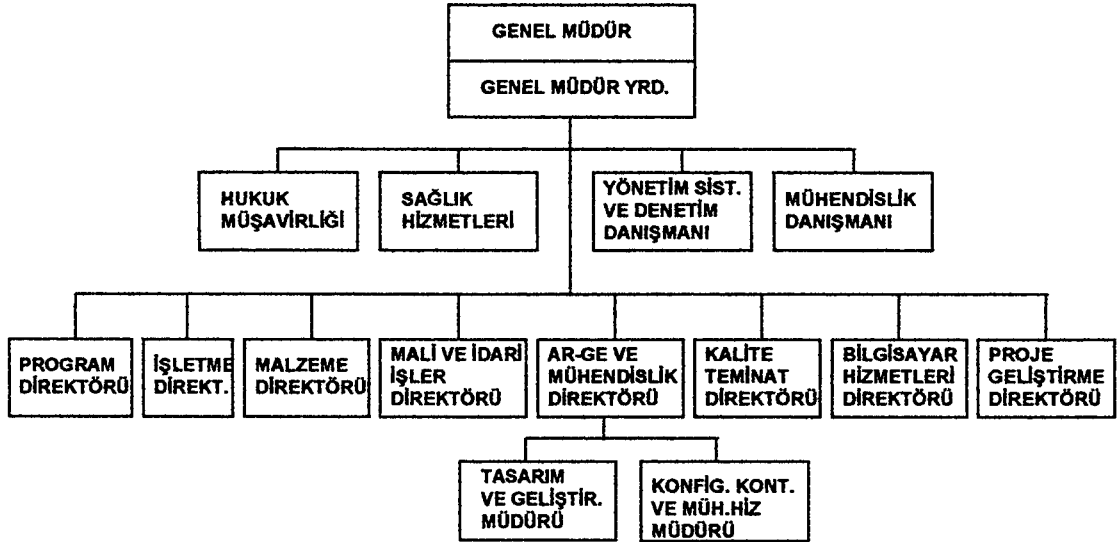 GENEL MÜDÜR
GENEL MÜDÜR YRD.
HUKUK
MÜŞAVİRLİĞİ
SAĞLIK
HİZMETLERİ
YÖNETİM SİST.
VE DENETİM
DANIŞMANI
MÜHENDİSLİK
DANIŞMANI
PROGRAM
DİREKTÖRÜ
İŞLETME
DİREKT.
MALZEME
DİREKTÖRÜ
MALİ VE İDARİ
İŞLER
DİREKTÖRÜ
AR-GE VE
MÜHENDİSLİK
DİREKTÖRÜ
KALİTE
TEMİNAT
DİREKTÖRÜ
BİLGİSAYAR
HİZMETLERİ
DİREKTÖRÜ
PROJE
GELİŞTİRME
DİREKTÖRÜ
TASARIM
VE GELİŞTİR.
MÜDÜRÜ
KONFİG. KONT.
VE MÜH.HİZ
MÜDÜRÜ